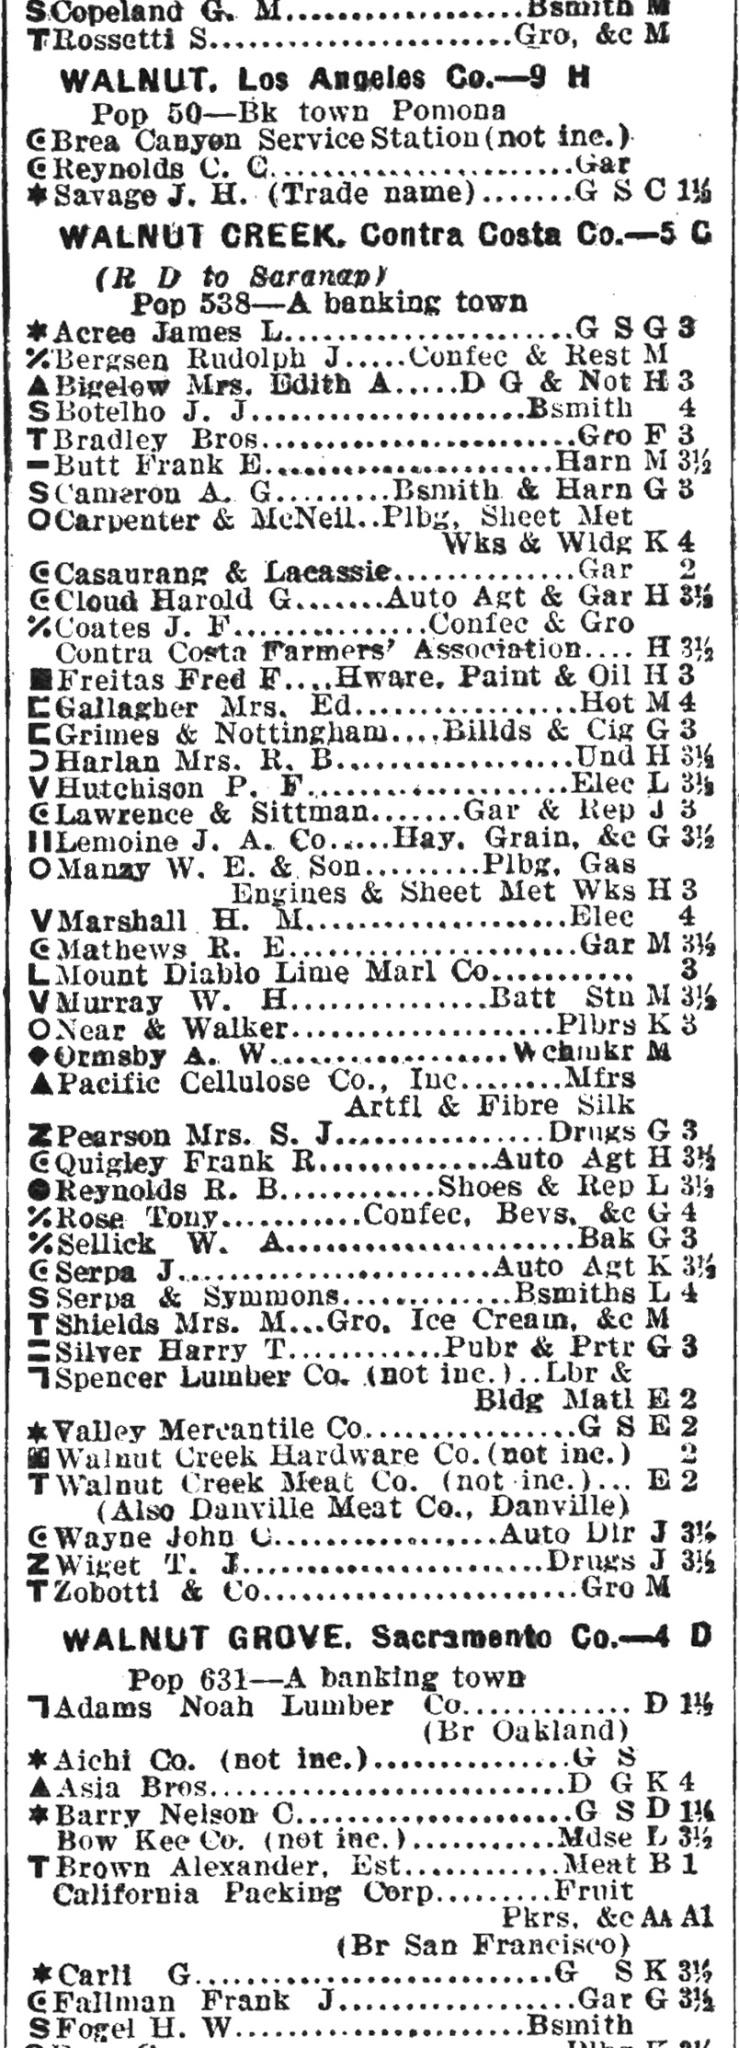 S Copeland G. M....................Bsmith M
T Rossetti S.........................Gro, &c M
WALNUT, Los Angeles Co.—9 H
Pop 50—Bk town Pomona
C Brea Canyon Service Station (not inc.)
C Reynolds C. C......................Gar
* Savage J. H. (Trade name).......G S C 1½
WALNUT CREEK, Contra Costa Co.—5 C
(R D to Saranap)
Pop 538—A banking town
* Acree James L.....................G S G 3
٪ Bergsen Rudolph J.....Confec & Rest M
▲ Bigelow Mrs. Edith A.....D G & Not H 3
S Botelho J. J.....................Bsmith 4
T Bradley Bros.......................Gro F 3
– Butt Frank E.....................Harn M 3½
S Cameron A. G.........Bsmith & Harn G 3
O Carpenter & McNeil..Plbg, Sheet Met
Wks & Wldg K 4
C Casaurang & Lacassie..............Gar 2
C Cloud Harold G.......Auto Agt & Gar H 3½
٪ Coates J. F...............Confec & Gro
Contra Costa Farmers' Association.... H 3½
■ Freitas Fred F....Hware, Paint & Oil H 3
⊏ Gallagher Mrs. Ed.................Hot M 4
⊏ Grimes & Nottingham....Billds & Cig G 3
Ɔ Harlan Mrs. R. B..................Und H 3½
V Hutchison P. F...................Elec L 3½
C Lawrence & Sittman.......Gar & Rep J 3
II Lemoine J. A. Co......Hay, Grain, &c G 3½
O Manzy W. E. & Son.........Plbg, Gas
Engines & Sheet Met Wks H 3
V Marshall H. M....................Elec 4
C Mathews R. E.....................Gar M 3½
L Mount Diablo Lime Marl Co........... 3
V Murray W. H..............Batt Stn M 3½
O Near & Walker...................Plbrs K 3
◆ Ormsby A. W..................Wchmkr M
▲ Pacific Cellulose Co., Inc........Mfrs
Artfl & Fibre Silk
Z Pearson Mrs. S. J...............Drugs G 3
C Quigley Frank R.............Auto Agt H 3½
● Reynolds R. B............Shoes & Rep L 3½
٪ Rose Tony...........Confec, Bevs, &c G 4
٪ Sellick W. A.....................Bak G 3
C Serpa J.......................Auto Agt K 3½
S Serpa & Symmons.............Bsmiths L 4
T Shields Mrs. M...Gro, Ice Cream, &c M
= Silver Harry T............Pubr & Prtr G 3
ㄱ Spencer Lumber Co. (not inc.)..Lbr &
Bldg Matl E 2
* Valley Mercantile Co................G S E 2
Walnut Creek Hardware Co. (not inc.) 2
T Walnut Creek Meat Co. (not inc.)... E 2
(Also Danville Meat Co., Danville)
C Wayne John C.................Auto Dlr J 3½
Z Wiget T. J.......................Drugs J 3½
T Zobotti & Co........................Gro M
WALNUT GROVE, Sacramento Co.—4 D
Pop 631—A banking town
ㄱ Adams Noah Lumber Co............. D 1½
(Br Oakland)
* Aichi Co. (not inc.)...............G S
▲ Asia Bros..........................D G K 4
* Barry Nelson C....................G S D 1½
Bow Kee Co. (not inc.)...........Mdse L 3½
T Brown Alexander, Est............Meat B 1
California Packing Corp.........Fruit
Pkrs, &c AA A1
(Br San Francisco)
* Carli G...........................G S K 3½
C Fallman Frank J..................Gar G 3½
S Fogel H. W......................Bsmith